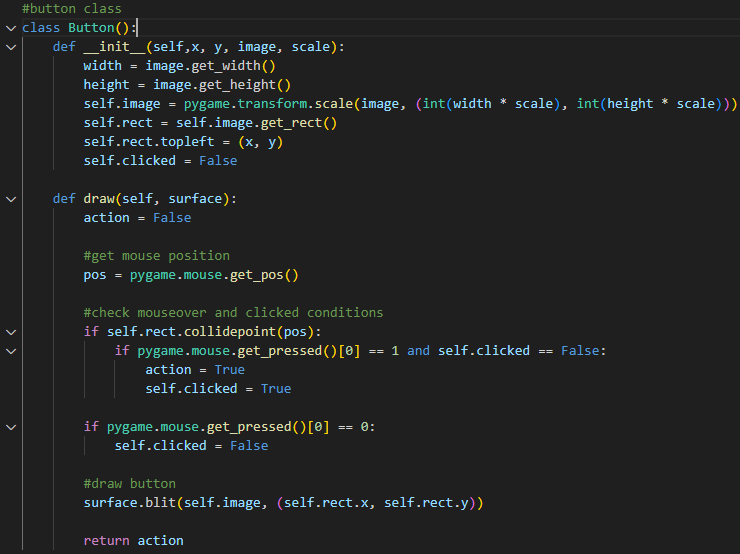 #button class
class Button():
    def __init__(self,x, y, image, scale):
        width = image.get_width()
        height = image.get_height()
        self.image = pygame.transform.scale(image, (int(width * scale), int(height * scale)))
        self.rect = self.image.get_rect()
        self.rect.topleft = (x, y)
        self.clicked = False

    def draw(self, surface):
        action = False

        #get mouse position
        pos = pygame.mouse.get_pos()

        #check mouseover and clicked conditions
        if self.rect.collidepoint(pos):
            if pygame.mouse.get_pressed()[0] == 1 and self.clicked == False:
                action = True
                self.clicked = True

        if pygame.mouse.get_pressed()[0] == 0:
            self.clicked = False

        #draw button
        surface.blit(self.image, (self.rect.x, self.rect.y))

        return action